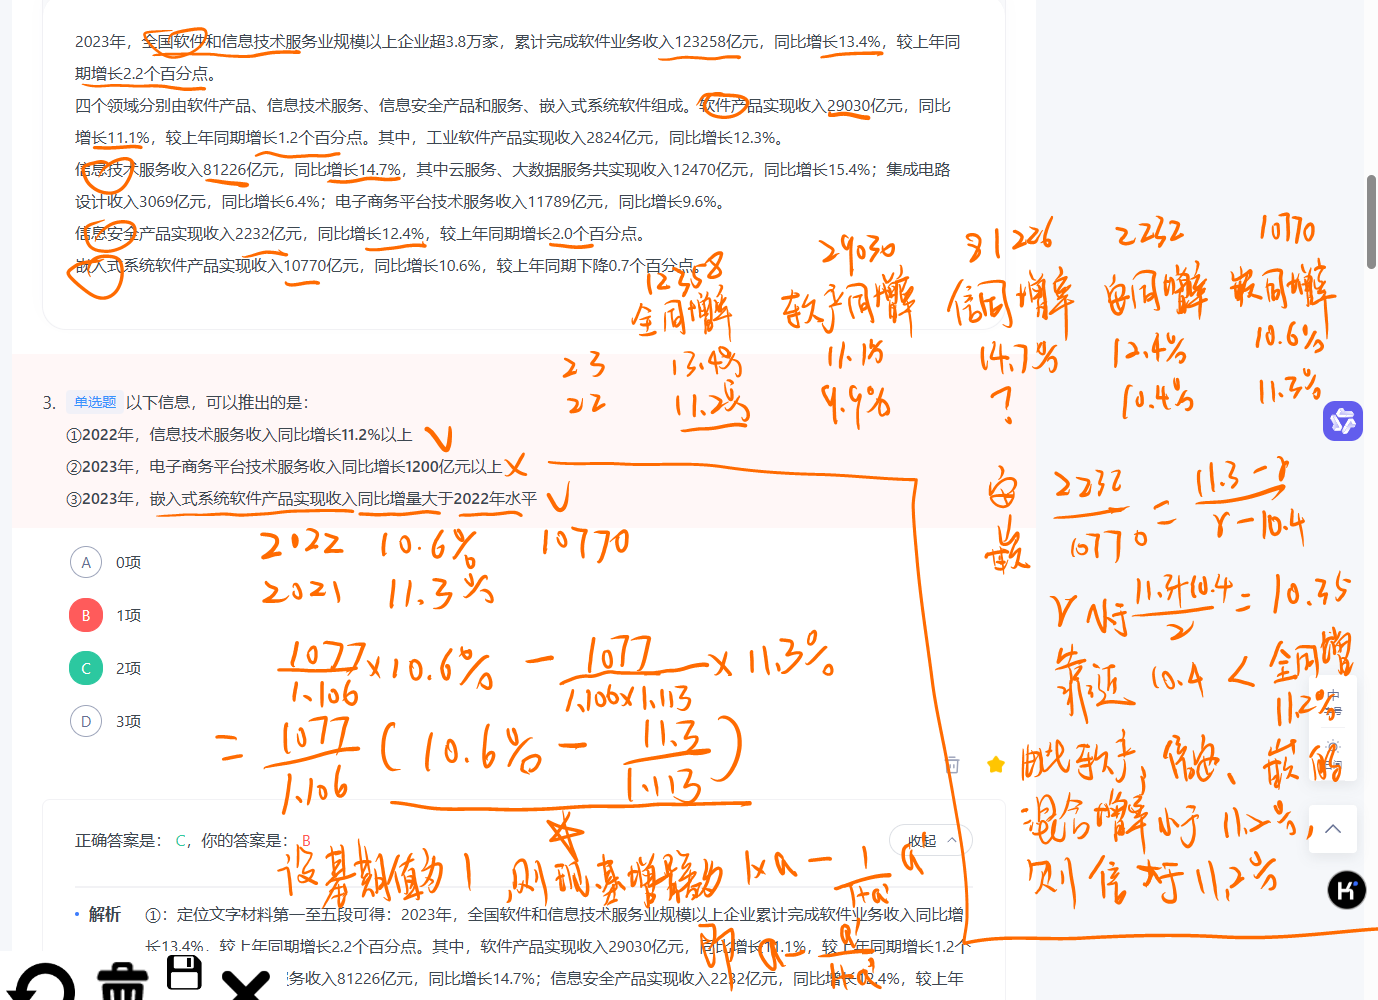 2023年，全国软件和信息技术服务业规模以上企业超3.8万家，累计完成软件业务收入123258亿元，同比增长13.4%，较上年同
期增长2.2个百分点。
四个领域分别由软件产品、信息技术服务、信息安全产品和服务、嵌入式系统软件组成。软件产品实现收入29030亿元，同比
增长11.1%，较上年同期增长1.2个百分点。其中，工业软件产品实现收入2824亿元，同比增长12.3%。
信息技术服务收入81226亿元，同比增长14.7%，其中云服务、大数据服务共实现收入12470亿元，同比增长15.4%；集成电路
设计收入3069亿元，同比增长6.4%；电子商务平台技术服务收入11789亿元，同比增长9.6%。
信息安全产品实现收入2232亿元，同比增长12.4%，较上年同期增长2.0个百分点。
嵌入式系统软件产品实现收入10770亿元，同比增长10.6%，较上年同期下降0.7个百分点。
12358 29030 81226 2232 10770
全同增率 软产同增率 信同增率 安同增率 嵌同增率
23 13.4% 11.1% 14.7% 12.4% 10.6%
22 11.2% 9.9% ? 10.4% 11.3%
3. 单选题 以下信息，可以推出的是：
①2022年，信息技术服务收入同比增长11.2%以上
②2023年，电子商务平台技术服务收入同比增长1200亿元以上
③2023年，嵌入式系统软件产品实现收入同比增量大于2022年水平
2022 10.6% 10770
2021 11.3%
A 0项
B 1项
C 2项
D 3项
1077/1.106×10.6% − 1077/1.106×1.113×11.3%
= 1077/1.106(10.6% − 11.3/1.113)
安
嵌
2232/10770 = 11.3−r/r−10.4
r小于11.3+10.4/2 = 10.35
靠近10.4 < 全同增
11.2%
由此软产,信安、嵌的
混合增率小于11.2%,
则信大于11.2%
中
正确答案是： C，你的答案是： B
收起
设基期值为1,则现基增量为1×a − 1/1+a' a'
即 a − a'/1+a'
• 解析 ①：定位文字材料第一至五段可得：2023年，全国软件和信息技术服务业规模以上企业累计完成软件业务收入同比增
长13.4%，较上年同期增长2.2个百分点。其中，软件产品实现收入29030亿元，同比增长11.1%，较上年同期增长1.2个
务收入81226亿元，同比增长14.7%；信息安全产品实现收入2232亿元，同比增长12.4%，较上年